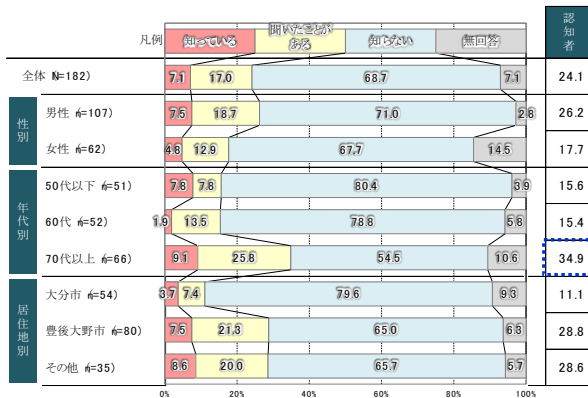 凡例 知っている 聞いたことがある 知らない 無回答 認知者
全体 N=182) 7.1 17.0 68.7 7.1 24.1
性別
男性 n=107) 7.5 18.7 71.0 2.8 26.2
女性 n=62) 4.8 12.9 67.7 14.5 17.7
年代別
50代以下 n=51) 7.8 7.8 80.4 3.9 15.6
60代 n=52) 1.9 13.5 78.8 5.8 15.4
70代以上 n=66) 9.1 25.8 54.5 10.6 34.9
居住地別
大分市 n=54) 3.7 7.4 79.6 9.3 11.1
豊後大野市 n=80) 7.5 21.3 65.0 6.3 28.8
その他 n=35) 8.6 20.0 65.7 5.7 28.6
0% 20% 40% 60% 80% 100%